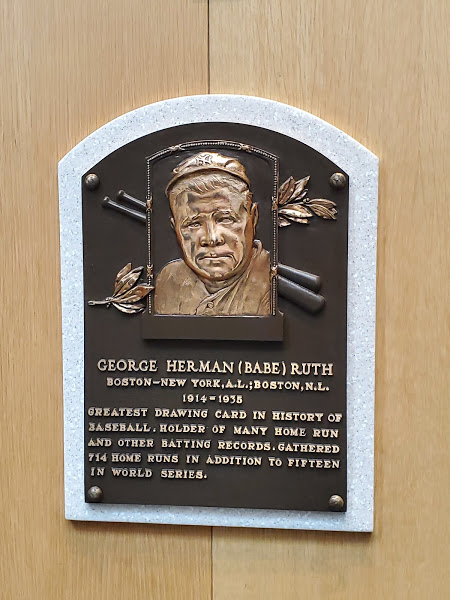 GEORGE HERMAN (BABE) RUTH
BOSTON-NEW YORK, A.L.; BOSTON, N.L.
1914-1935
GREATEST DRAWING CARD IN HISTORY OF
BASEBALL. HOLDER OF MANY HOME RUN
AND OTHER BATTING RECORDS. GATHERED
714 HOME RUNS IN ADDITION TO FIFTEEN
IN WORLD SERIES.